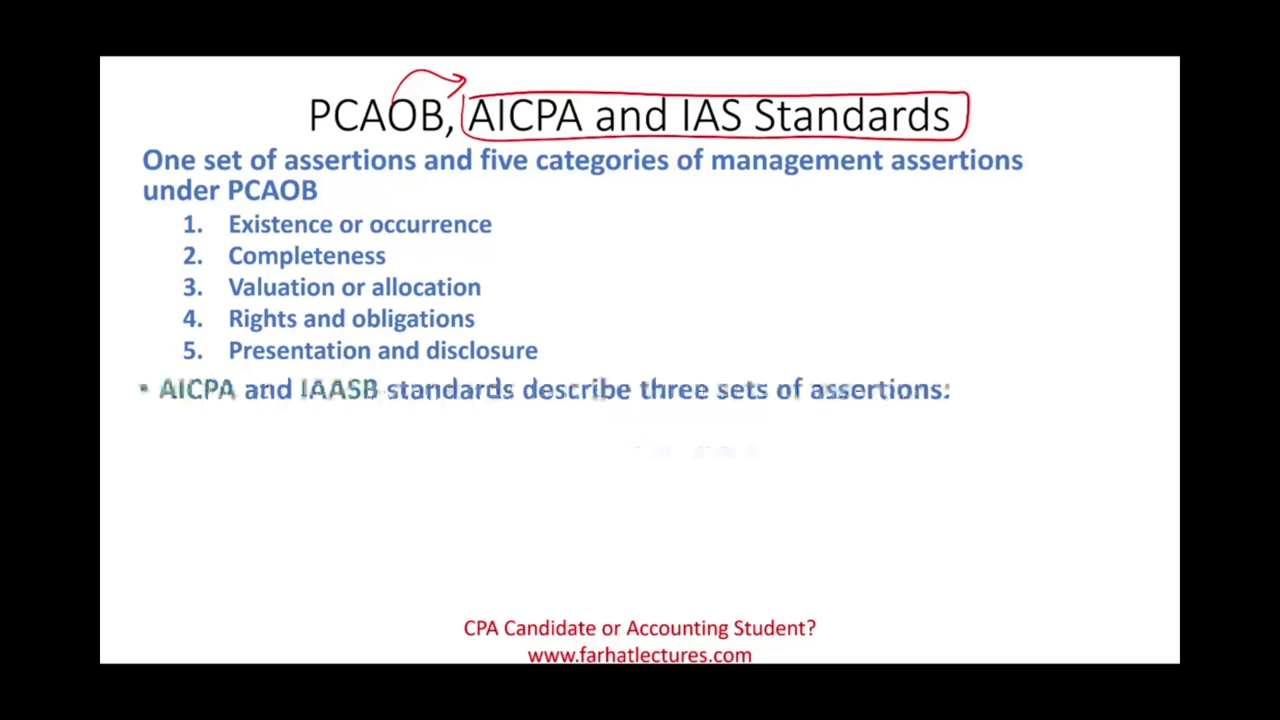 PCAOB, AICPA and IAS Standards
One set of assertions and five categories of management assertions
under PCAOB
1. Existence or occurrence
2. Completeness
3. Valuation or allocation
4. Rights and obligations
5. Presentation and disclosure
• AICPA and IAASB standards describe three sets of assertions:
CPA Candidate or Accounting Student?
www.farhatlectures.com